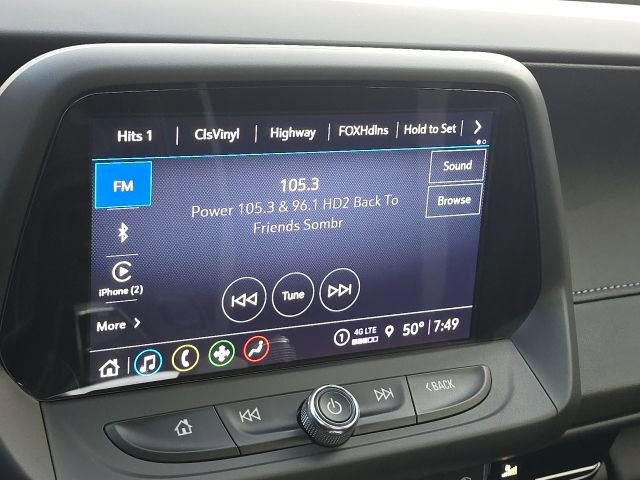 Hits 1 ClsVinyl Highway FOXHdlns Hold to Set
FM
105.3
Sound
Power 105.3 & 96.1 HD2 Back To
Friends Sombr
Browse
iPhone (2)
Tune
More
1 4G LTE 50° 7:49
BACK